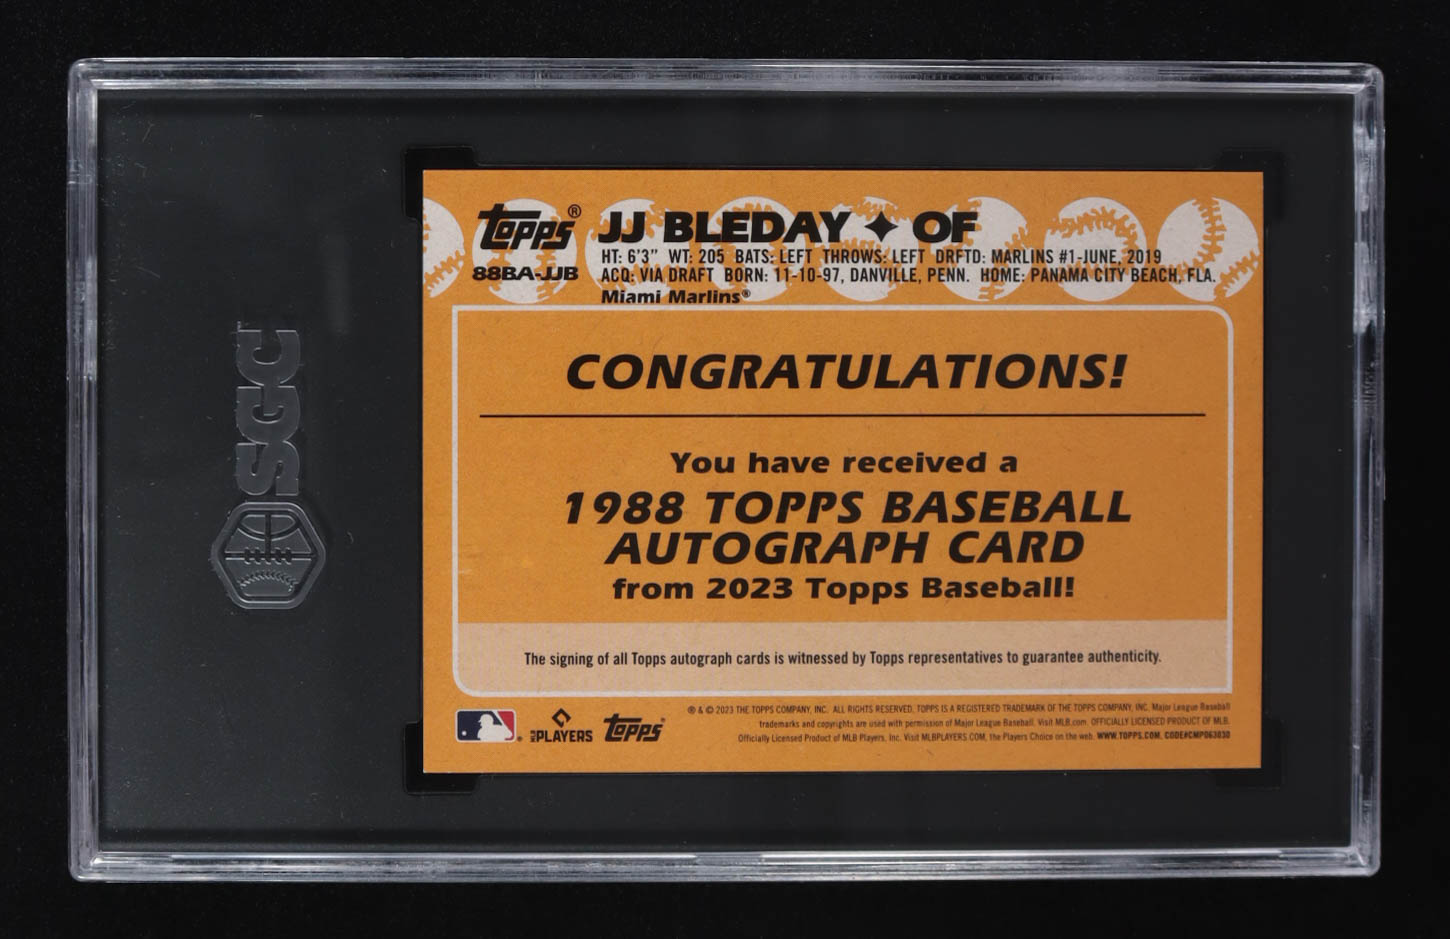 SGC
Topps®
88BA-JJB
JJ BLEDAY ✦ OF
HT: 6'3" WT: 205 BATS: LEFT THROWS: LEFT DRFTD: MARLINS #1-JUNE, 2019
ACQ: VIA DRAFT BORN: 11-10-97, DANVILLE, PENN. HOME: PANAMA CITY BEACH, FLA.
Miami Marlins®
CONGRATULATIONS!
You have received a
1988 TOPPS BASEBALL
AUTOGRAPH CARD
from 2023 Topps Baseball!
The signing of all Topps autograph cards is witnessed by Topps representatives to guarantee authenticity.
MLB PLAYERS
Topps®
® & © 2023 THE TOPPS COMPANY, INC. ALL RIGHTS RESERVED. TOPPS IS A REGISTERED TRADEMARK OF THE TOPPS COMPANY, INC. Major League Baseball
trademarks and copyrights are used with permission of Major League Baseball. Visit MLB.com. OFFICIALLY LICENSED PRODUCT OF MLB.
Officially Licensed Product of MLB Players, Inc. Visit MLBPLAYERS.COM, the Players Choice on the web. WWW.TOPPS.COM. CODE#CMP063030